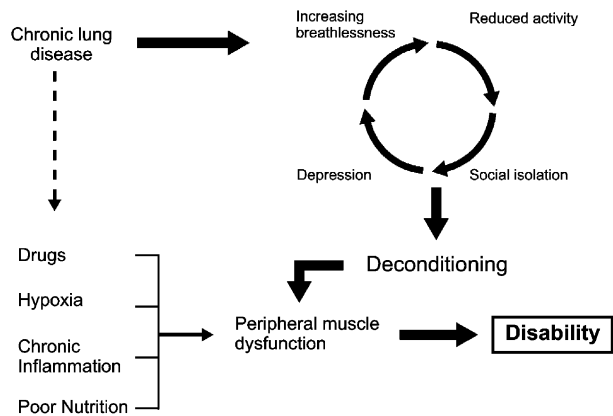 Chronic lung
disease
Increasing
breathlessness
Reduced activity
Depression
Social isolation
Deconditioning
Drugs
Hypoxia
Chronic
Inflammation
Poor Nutrition
Peripheral muscle
dysfunction
Disability